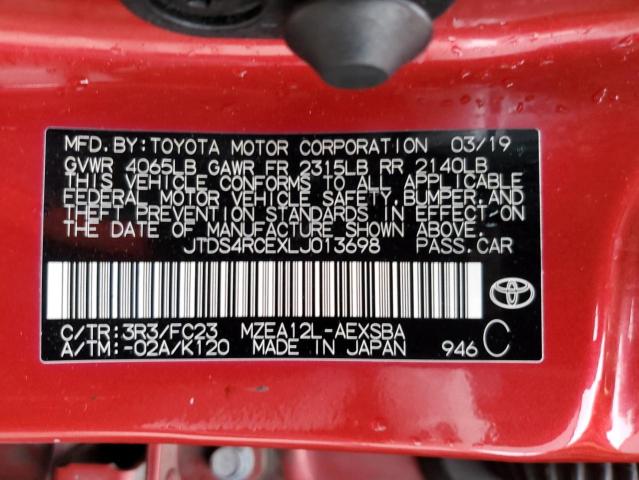 MFD. BY: TOYOTA MOTOR CORPORATION 03/19
GVWR 4065LB GAWR FR 2315LB RR 2140LB
THIS VEHICLE CONFORMS TO ALL APPLICABLE
FEDERAL MOTOR VEHICLE SAFETY, BUMPER, AND
THEFT PREVENTION STANDARDS IN EFFECT ON THE
DATE OF MANUFACTURE SHOWN ABOVE.
JTDS4RCEXLJ013698 PASS. CAR
C/TR: 3R3/FC23 MZEA12L-AEXSBA
A/TM: -02A/K120 MADE IN JAPAN 946 C